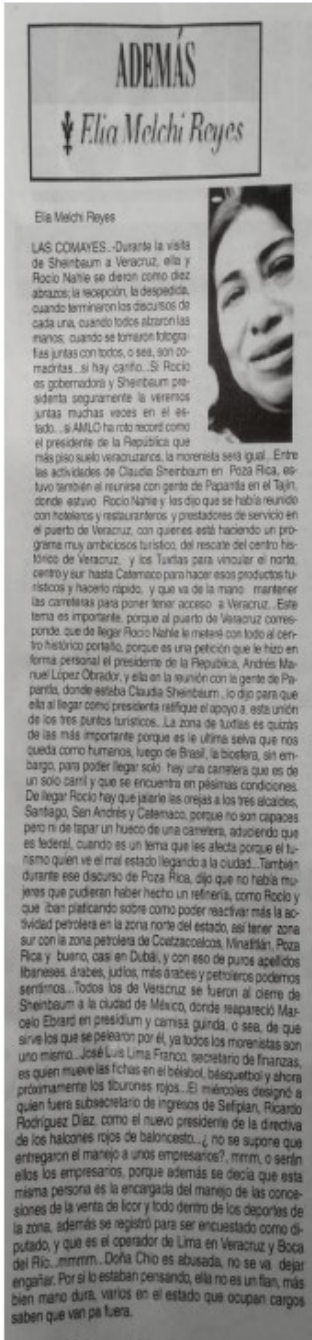 ADEMÁS
Elia Melchi Reyes
Elia Melchi Reyes
LAS COMAYES..-Durante la visita
de Sheinbaum a Veracruz, ella y
Rocío Nahle se dieron como diez
abrazos; la recepción, la despedida,
cuando terminaron los discursos de
cada una, cuando todos alzaron las
manos; cuando se tomaron fotogra-
fías juntas con todos, o sea, son co-
madritas...si hay cariño...Si Rocío
es gobernadora y Sheinbaum pre-
sidenta seguramente la veremos
juntas muchas veces en el es-
tado...si AMLO ha roto record como
el presidente de la República que
más piso suelo veracruzano, la morenista será igual...Entre
las actividades de Claudia Sheinbaum en Poza Rica, es-
tuvo también el reunirse con gente de Papantla en el Tajín,
donde estuvo Rocío Nahle y les dijo que se había reunido
con hoteleros y restauranteros y prestadores de servicio en
el puerto de Veracruz, con quienes está haciendo un pro-
grama muy ambiciosos turístico, del rescate del centro his-
tórico de Veracruz, y los Tuxtlas para vincular el norte,
centro y sur hasta Catemaco para hacer esos productos tu-
rísticos y hacerlo rápido, y que va de la mano mantener
las carreteras para poner tener acceso a Veracruz...Este
tema es importante, porque al puerto de Veracruz corres-
ponde, que de llegar Rocío Nahle le meteré con todo al cen-
tro histórico porteño, porque es una petición que le hizo en
forma personal el presidente de la República, Andrés Ma-
nuel López Obrador, y ella en la reunión con la gente de Pa-
pantla, donde estaba Claudia Sheinbaum, lo dijo para que
ella al llegar como presidenta ratifique el apoyo a esta unión
de los tres puntos turísticos...La zona de tuxtlas es quizás
de las más importante porque es le ultima selva que nos
queda como humanos, luego de Brasil, la biosfera, sin em-
bargo, para poder llegar solo hay una carretera que es de
un solo carril y que se encuentra en pésimas condiciones.
De llegar Rocío hay que jalarle las orejas a los tres alcaldes,
Santiago, San Andrés y Catemaco, porque no son capaces
pero ni de tapar un hueco de una carretera, aduciendo que
es federal, cuando es un tema que les afecta porque el tu-
rismo quien ve el mal estado llegando a la ciudad...También
durante ese discurso de Poza Rica, dijo que no había mu-
jeres que pudieran haber hecho un refinería, como Rocío y
que iban platicando sobre como poder reactivar más la ac-
tividad petrolera en la zona norte del estado, así tener zona
sur con la zona petrolera de Coatzacoalcos, Minatitlán, Poza
Rica y bueno, casi en Dubái, y con eso de puros apellidos
libaneses, árabes, judíos, más árabes y petroleros podemos
sentirnos...Todos los de Veracruz se fueron al cierre de
Sheinbaum a la ciudad de México, donde reapareció Mar-
celo Ebrard en presidium y camisa guinda, o sea, de que
sirve los que se pelearon por él, ya todos los morenistas son
uno mismo...José Luis Lima Franco, secretario de finanzas,
es quien mueve las fichas en el béisbol, básquetbol y ahora
próximamente los tiburones rojos...El miércoles designó a
quien fuera subsecretario de ingresos de Sefiplan, Ricardo
Rodríguez Díaz, como el nuevo presidente de la directiva
de los halcones rojos de baloncesto...¿ no se supone que
entregaron el manejo a unos empresarios?, mmm, o serán
ellos los empresarios, porque además se decía que esta
misma persona es la encargada del manejo de las conce-
siones de la venta de licor y todo dentro de los deportes de
la zona, además se registró para ser encuestado como di-
putado, y que es el operador de Lima en Veracruz y Boca
del Río...mmmm...Doña Chio es abusada, no se va dejar
engañar. Por si lo estaban pensando, ella no es un flan, más
bien mano dura, varios en el estado que ocupan cargos
saben que van pa fuera.